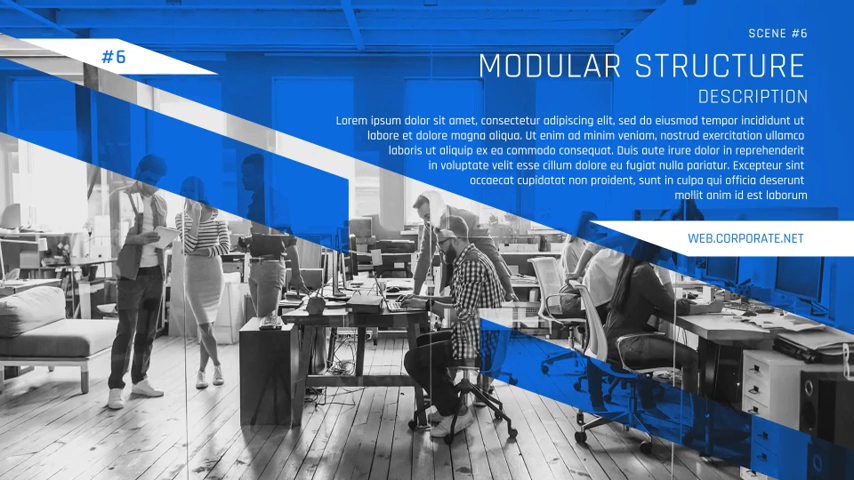 #6
SCENE #6
MODULAR STRUCTURE
DESCRIPTION
Lorem ipsum dolor sit amet, consectetur adipiscing elit, sed do eiusmod tempor incididunt ut
labore et dolore magna aliqua. Ut enim ad minim veniam, nostrud exercitation ullamco
laboris ut aliquip ex ea commodo consequat. Duis aute irure dolor in reprehenderit
in voluptate velit esse cillum dolore eu fugiat nulla pariatur. Excepteur sint
occaecat cupidatat non proident, sunt in culpa qui officia deserunt
mollit anim id est laborum
WEB.CORPORATE.NET